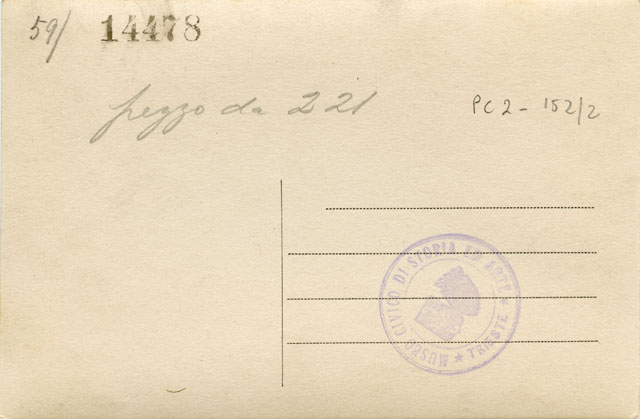 59/ 14478
pezzo da 221
PC2-152/2
MUSEO CIVICO DI STORIA ED ARTE ★ TRIESTE ★